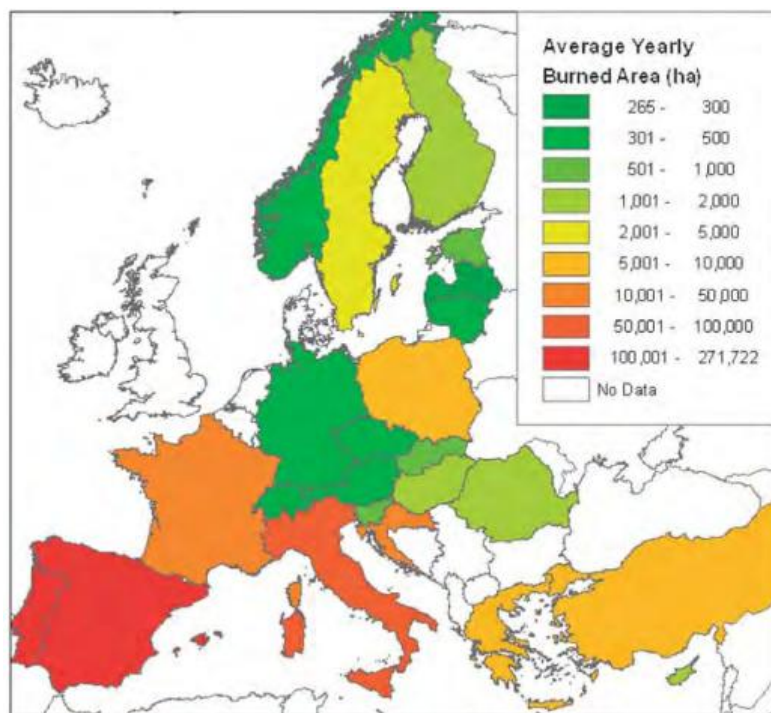 Average Yearly
Burned Area (ha)
265 - 300
301 - 500
501 - 1,000
1,001 - 2,000
2,001 - 5,000
5,001 - 10,000
10,001 - 50,000
50,001 - 100,000
100,001 - 271,722
No Data